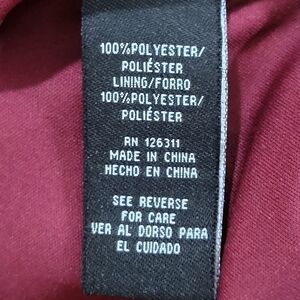 100%POLYESTER/
POLIÉSTER
LINING/FORRO
100%POLYESTER/
POLIÉSTER
RN 126311
MADE IN CHINA
HECHO EN CHINA
SEE REVERSE
FOR CARE
VER AL DORSO PARA
EL CUIDADO